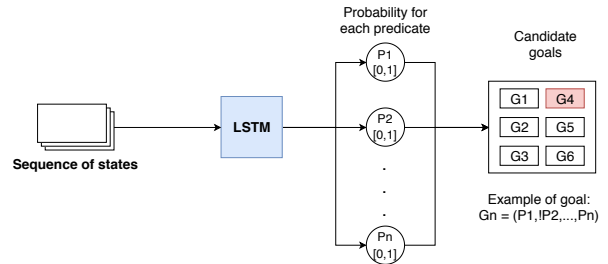 Probability for
each predicate
P1
[0,1]
Candidate
goals
G1
G4
LSTM
P2
[0,1]
G2
G5
Sequence of states
G3
G6
.
.
.
Example of goal:
Gn = (P1,!P2,...,Pn)
Pn
[0,1]